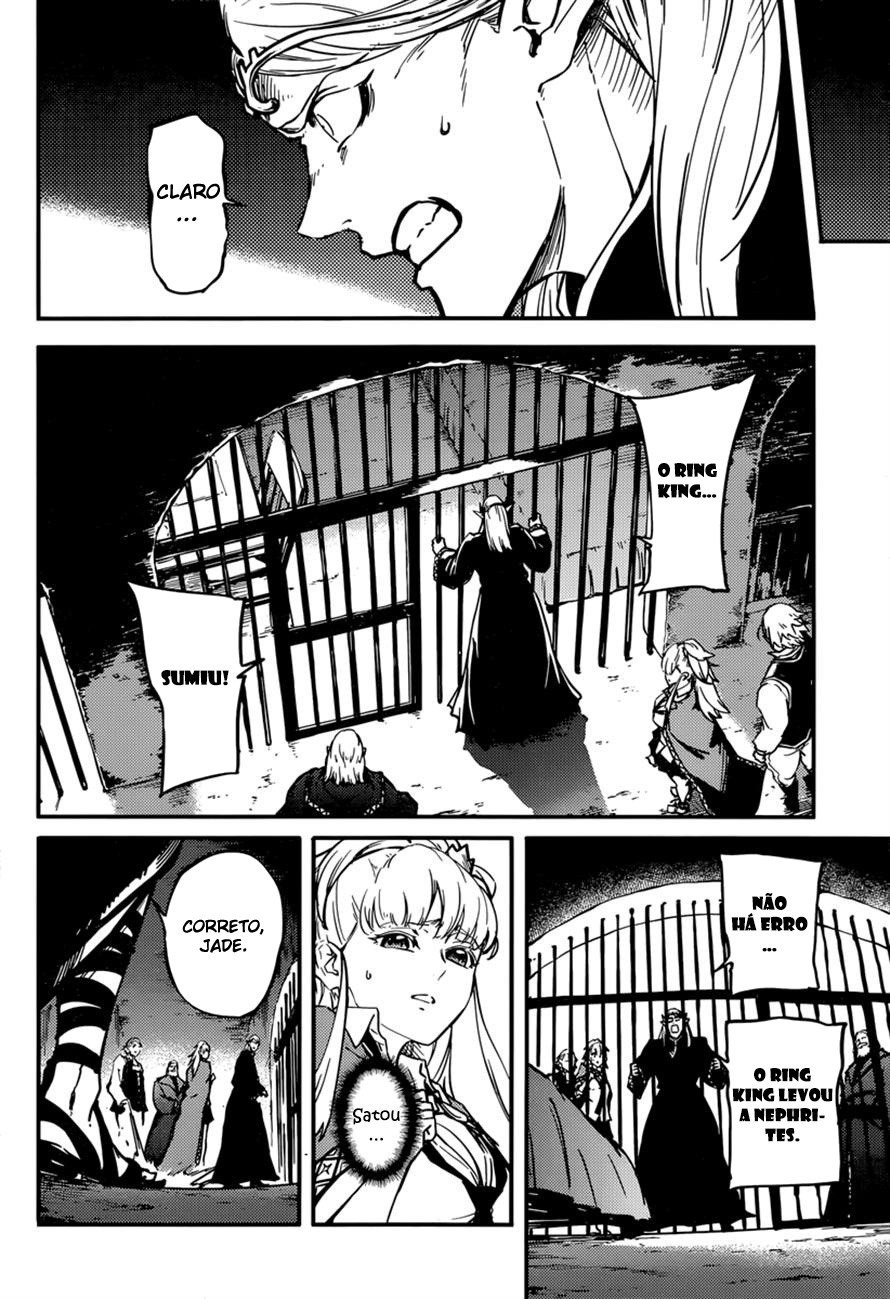 CLARO
...
O RING
KING...
SUMIU!
NÃO
HÁ ERRO
...
O RING
KING LEVOU
A NEPHRI-
TES.
Satou
...
CORRETO,
JADE.